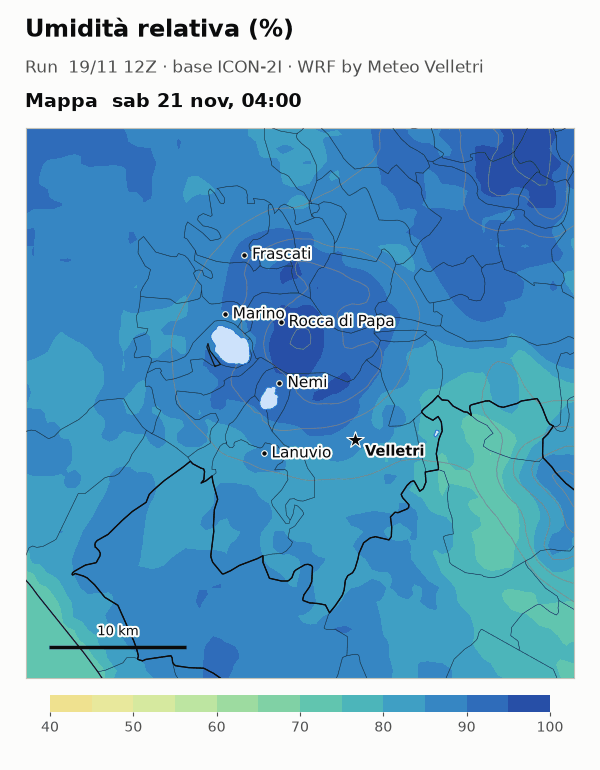 Umidità relativa (%)
Run  19/11 12Z · base ICON-2I · WRF by Meteo Velletri
Mappa  sab 21 nov, 04:00
Frascati
Marino
Rocca di Papa
Nemi
Velletri
Lanuvio
10 km
40 50 60 70 80 90 100